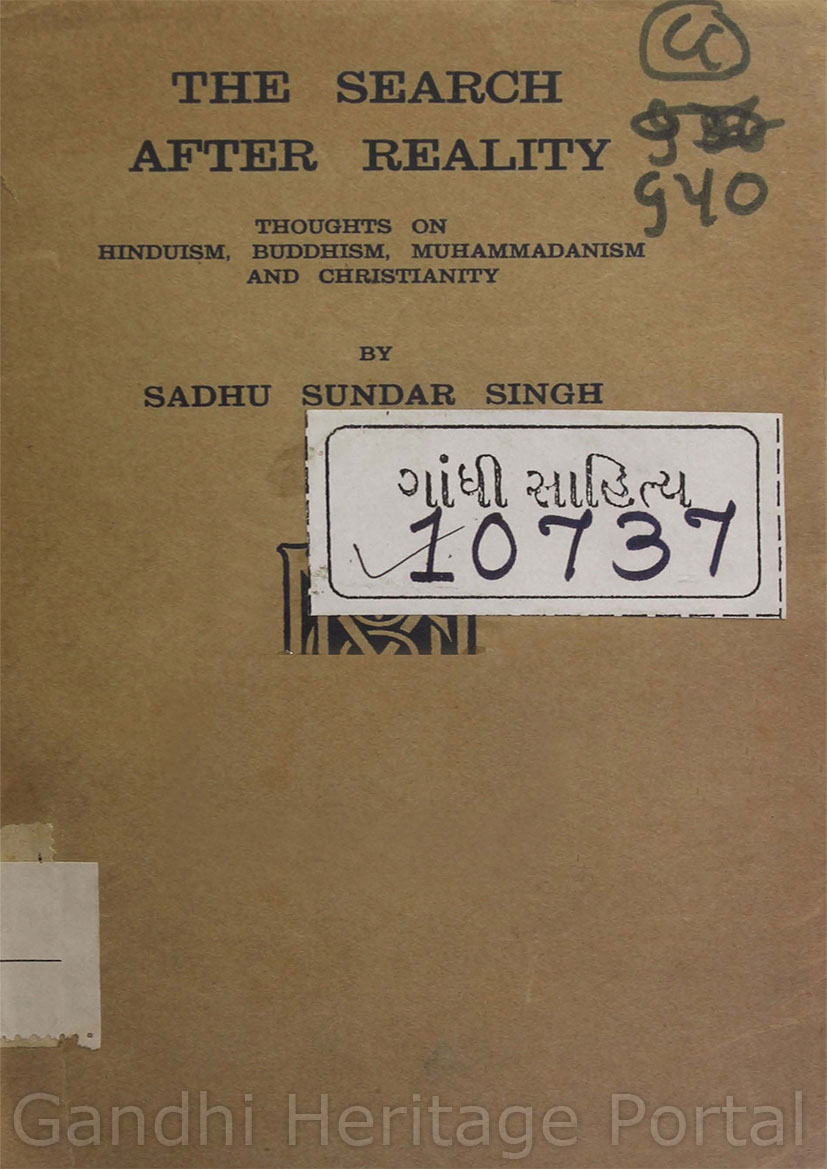 THE SEARCH
AFTER REALITY
THOUGHTS ON
HINDUISM, BUDDHISM, MUHAMMADANISM
AND CHRISTIANITY
BY
SADHU SUNDAR SINGH
ગાંધી સાહિત્ય
10737
૧૫૦
Gandhi Heritage Portal